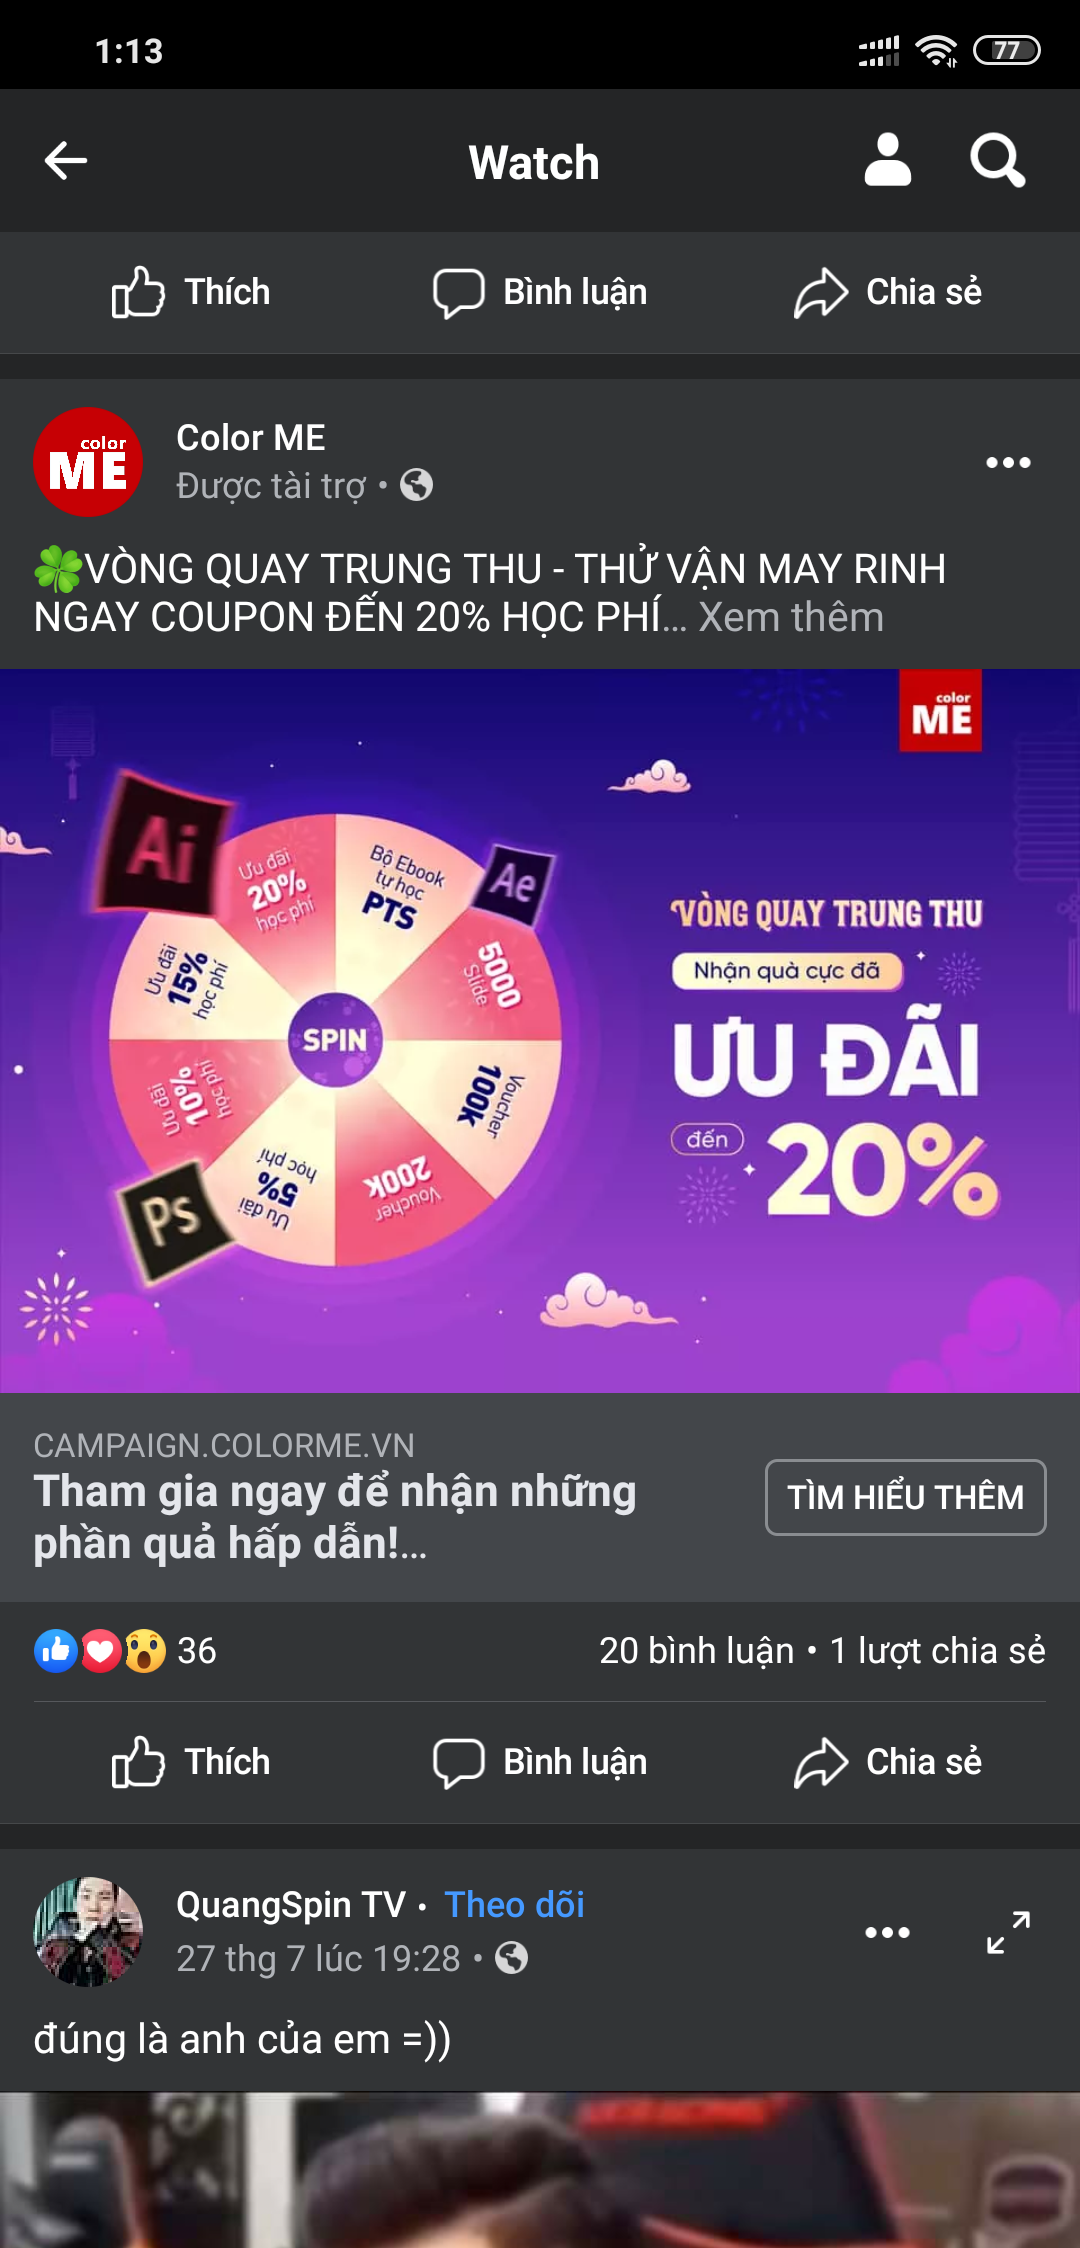 1:13
77
Watch
Thích
Bình luận
Chia sẻ
color
ME
Color ME
Được tài trợ •
🍀VÒNG QUAY TRUNG THU - THỬ VẬN MAY RINH
NGAY COUPON ĐẾN 20% HỌC PHÍ... Xem thêm
color
ME
Ai
Ae
Ps
Ưu đãi
20%
học phí
Bộ Ebook
tự học
PTS
5000
Slide
Voucher
100K
Voucher
200K
Ưu đãi
5%
học phí
Ưu đãi
10%
học phí
Ưu đãi
15%
học phí
SPIN
VÒNG QUAY TRUNG THU
Nhận quà cực đã
ƯU ĐÃI
đến
20%
CAMPAIGN.COLORME.VN
Tham gia ngay để nhận những
phần quả hấp dẫn!...
TÌM HIỂU THÊM
36
20 bình luận • 1 lượt chia sẻ
Thích
Bình luận
Chia sẻ
QuangSpin TV • Theo dõi
27 thg 7 lúc 19:28 •
đúng là anh của em =))